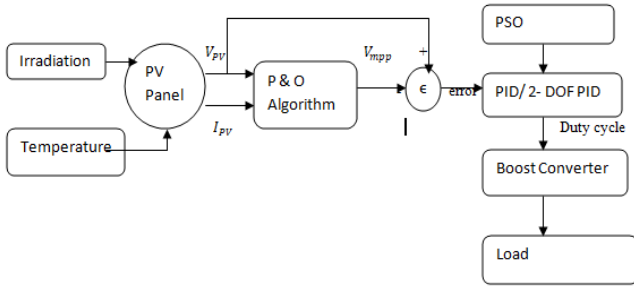 PSO
V_PV
V_mpp
+
Irradiation
PV
Panel
P & O
Algorithm
ϵ
error
PID/ 2- DOF PID
I_PV
Duty cycle
Temperature
Boost Converter
Load